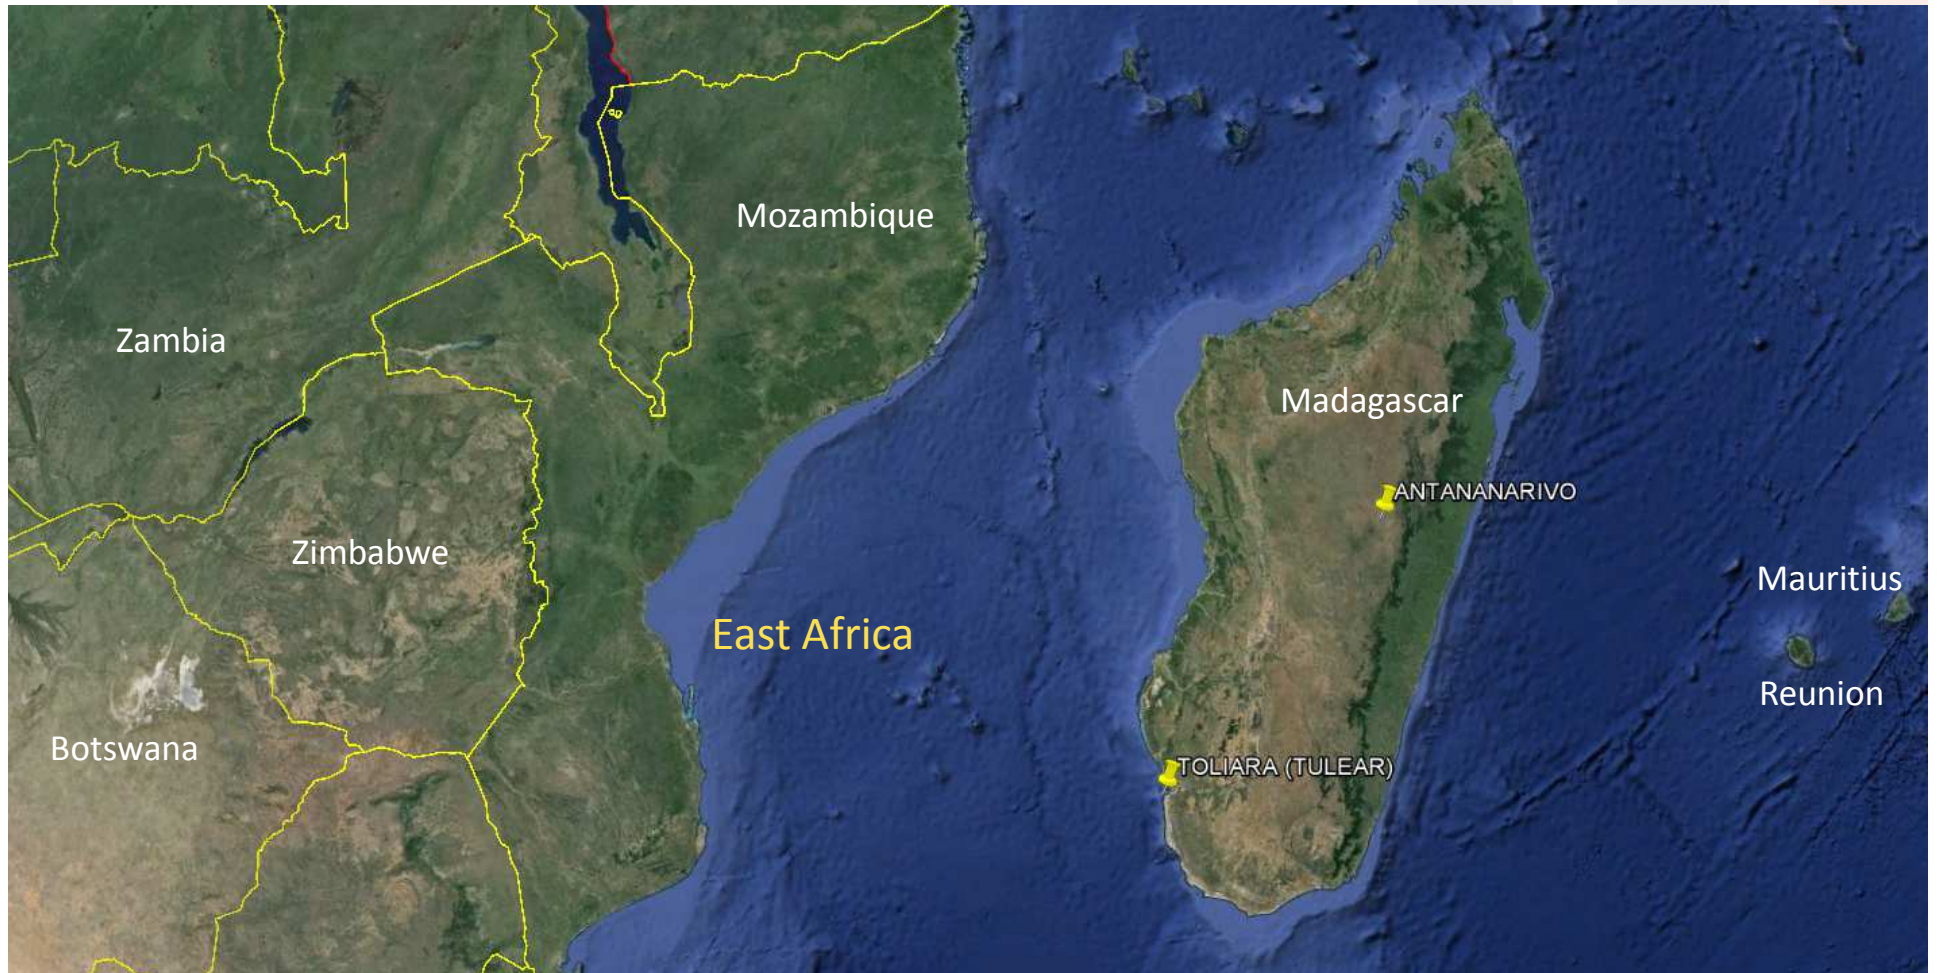 Mozambique
Zambia
Madagascar
ANTANANARIVO
Zimbabwe
Mauritius
East Africa
Reunion
Botswana
TOLIARA (TULEAR)